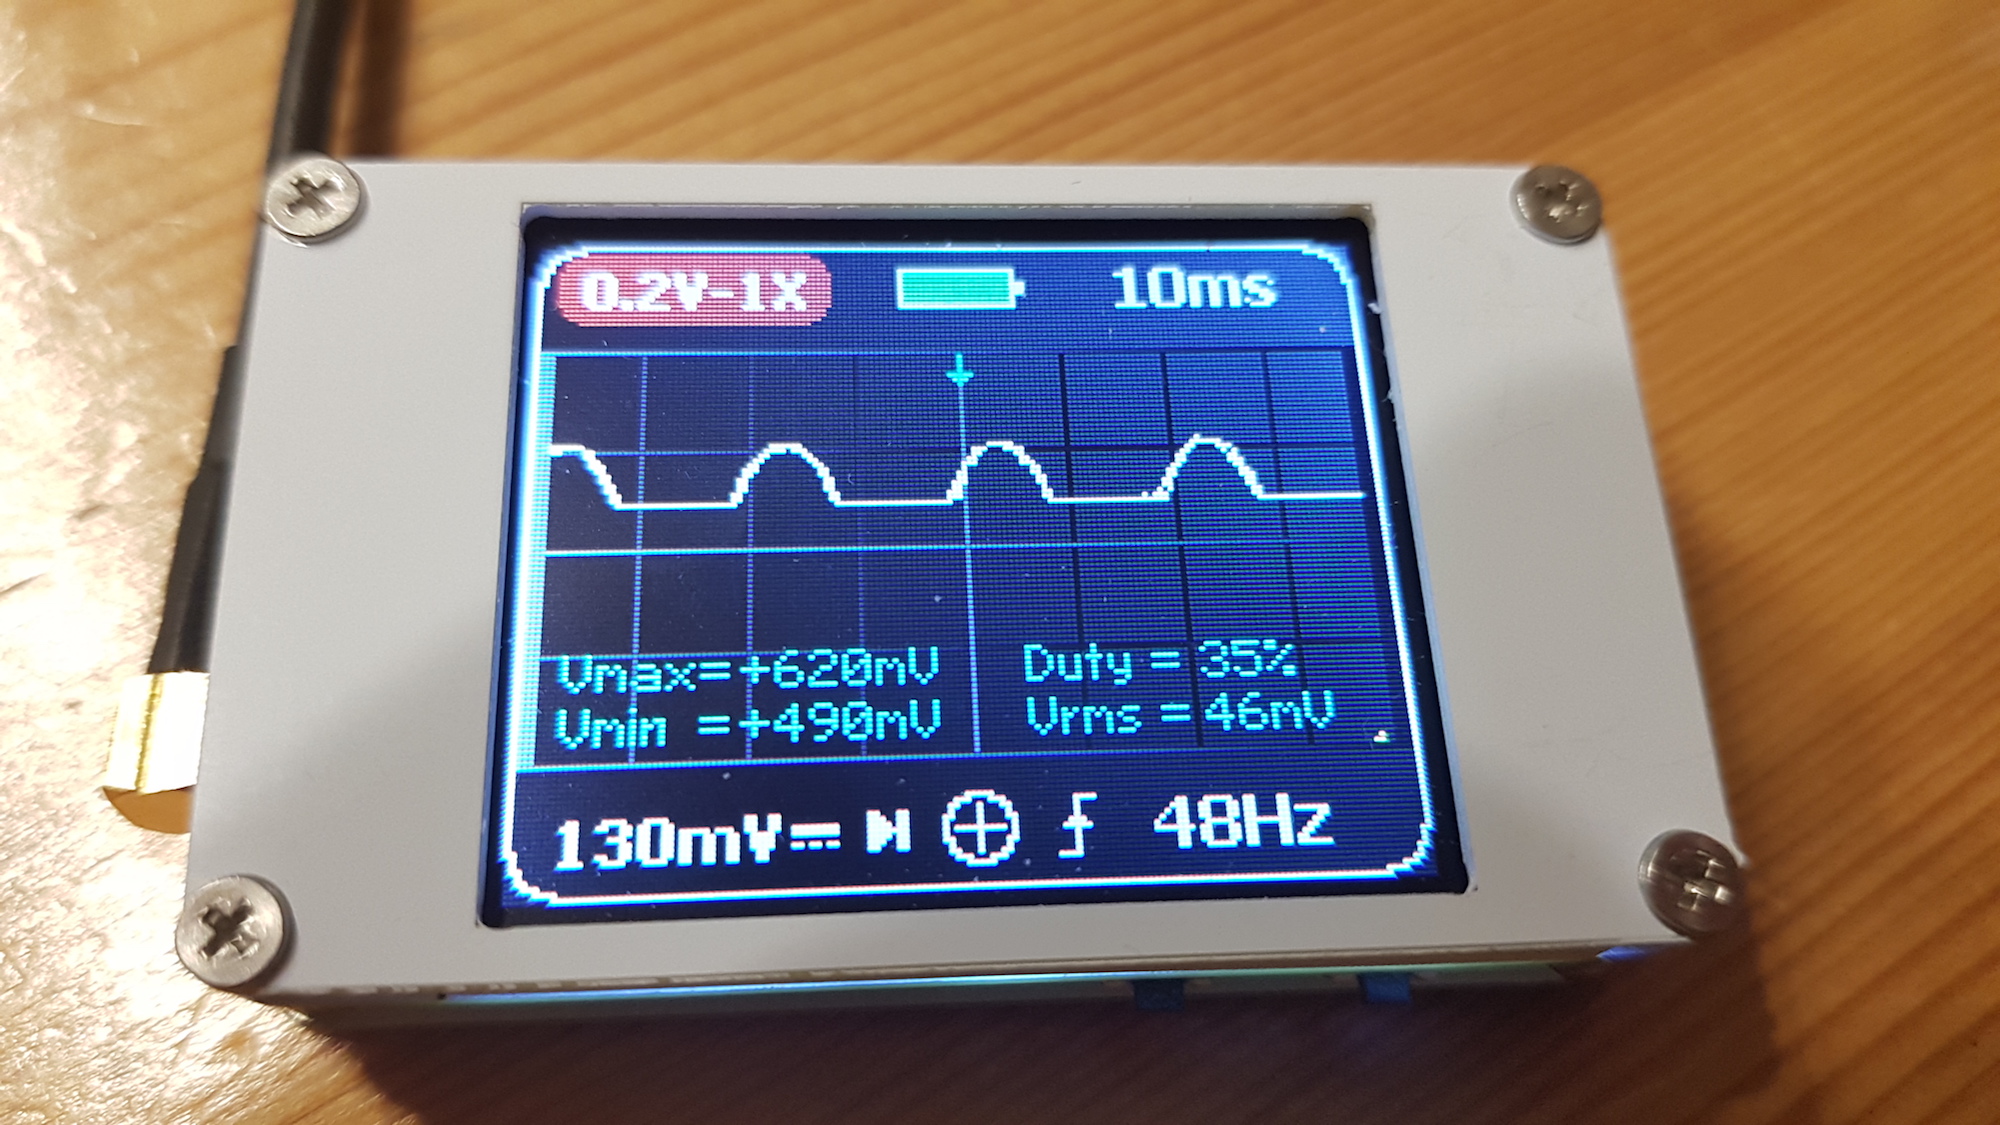 0.2V-1X 10ms
Vmax=+620mV Duty = 35%
Vmin =+490mV Vrms = 46mV
130mV 48Hz